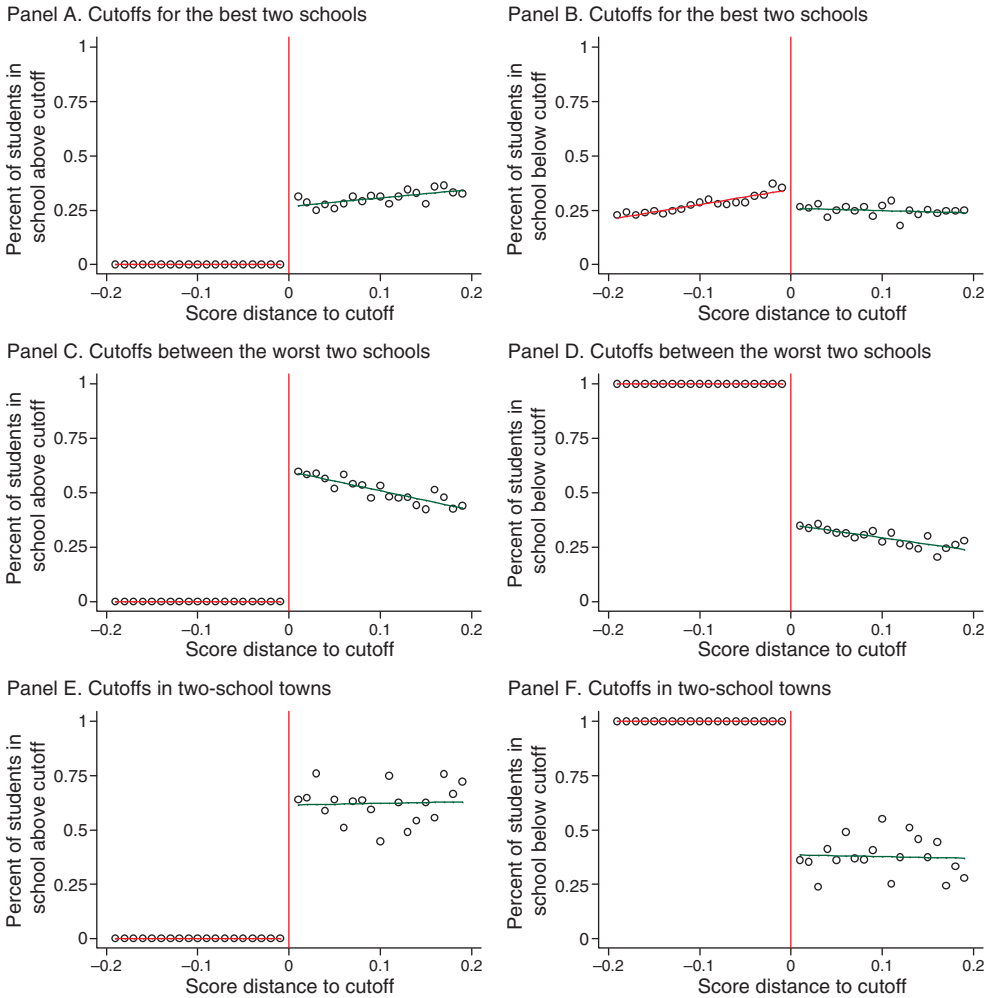 Panel A. Cutoffs for the best two schools
Percent of students in
school above cutoff
1
0.75
0.5
0.25
0
−0.2
−0.1
0
0.1
0.2
Score distance to cutoff
Panel B. Cutoffs for the best two schools
Percent of students in
school below cutoff
1
0.75
0.5
0.25
0
−0.2
−0.1
0
0.1
0.2
Score distance to cutoff
Panel C. Cutoffs between the worst two schools
Percent of students in
school above cutoff
1
0.75
0.5
0.25
0
−0.2
−0.1
0
0.1
0.2
Score distance to cutoff
Panel D. Cutoffs between the worst two schools
Percent of students in
school below cutoff
1
0.75
0.5
0.25
0
−0.2
−0.1
0
0.1
0.2
Score distance to cutoff
Panel E. Cutoffs in two-school towns
Percent of students in
school above cutoff
1
0.75
0.5
0.25
0
−0.2
−0.1
0
0.1
0.2
Score distance to cutoff
Panel F. Cutoffs in two-school towns
Percent of students in
school below cutoff
1
0.75
0.5
0.25
0
−0.2
−0.1
0
0.1
0.2
Score distance to cutoff